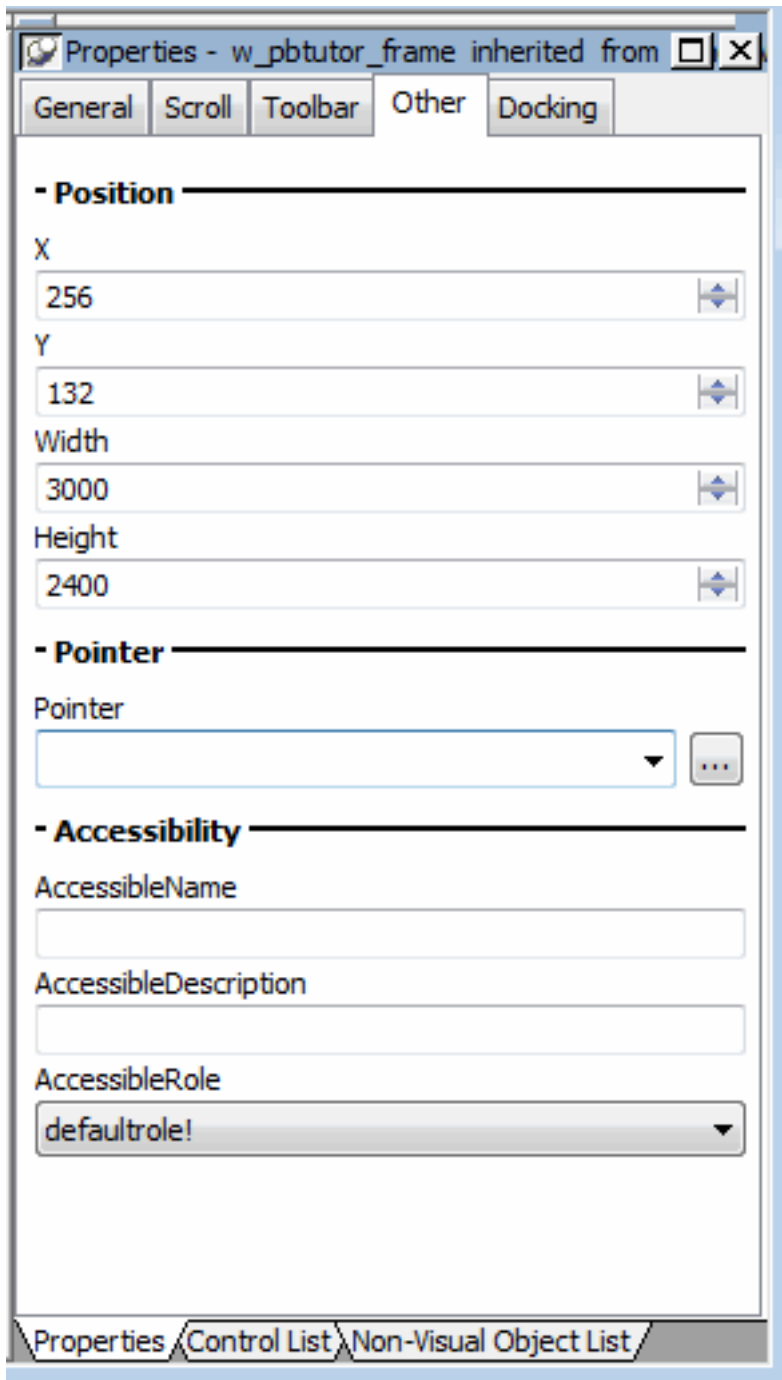 Properties - w_pbtutor_frame inherited from
General Scroll Toolbar Other Docking
- Position
X
256
Y
132
Width
3000
Height
2400
- Pointer
Pointer
...
- Accessibility
AccessibleName
AccessibleDescription
AccessibleRole
defaultrole!
Properties Control List Non-Visual Object List